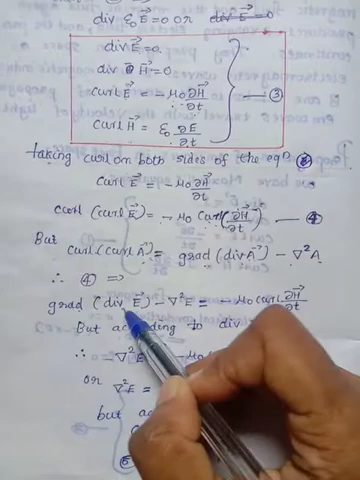 div ε₀ E⃗ = 0 or div E⃗ = 0
div E⃗ = 0.
div H⃗ = 0
curl E⃗ = - μ₀ ∂H⃗/∂t
— ③
curl H⃗ = ε₀ ∂E/∂t
taking curl on both sides of the eqⁿ
curl E⃗ = - μ₀ ∂H⃗/∂t
curl (curl E⃗) = - μ₀ curl (∂H⃗/∂t) — ④
But curl (curl A⃗) = grad (div A⃗) - ∇²A
∴ ④ ⇒
grad (div E⃗) - ∇²E = - μ₀ curl ∂H⃗/∂t
But according to div
∴ ∇²E
or ∇²E =
but